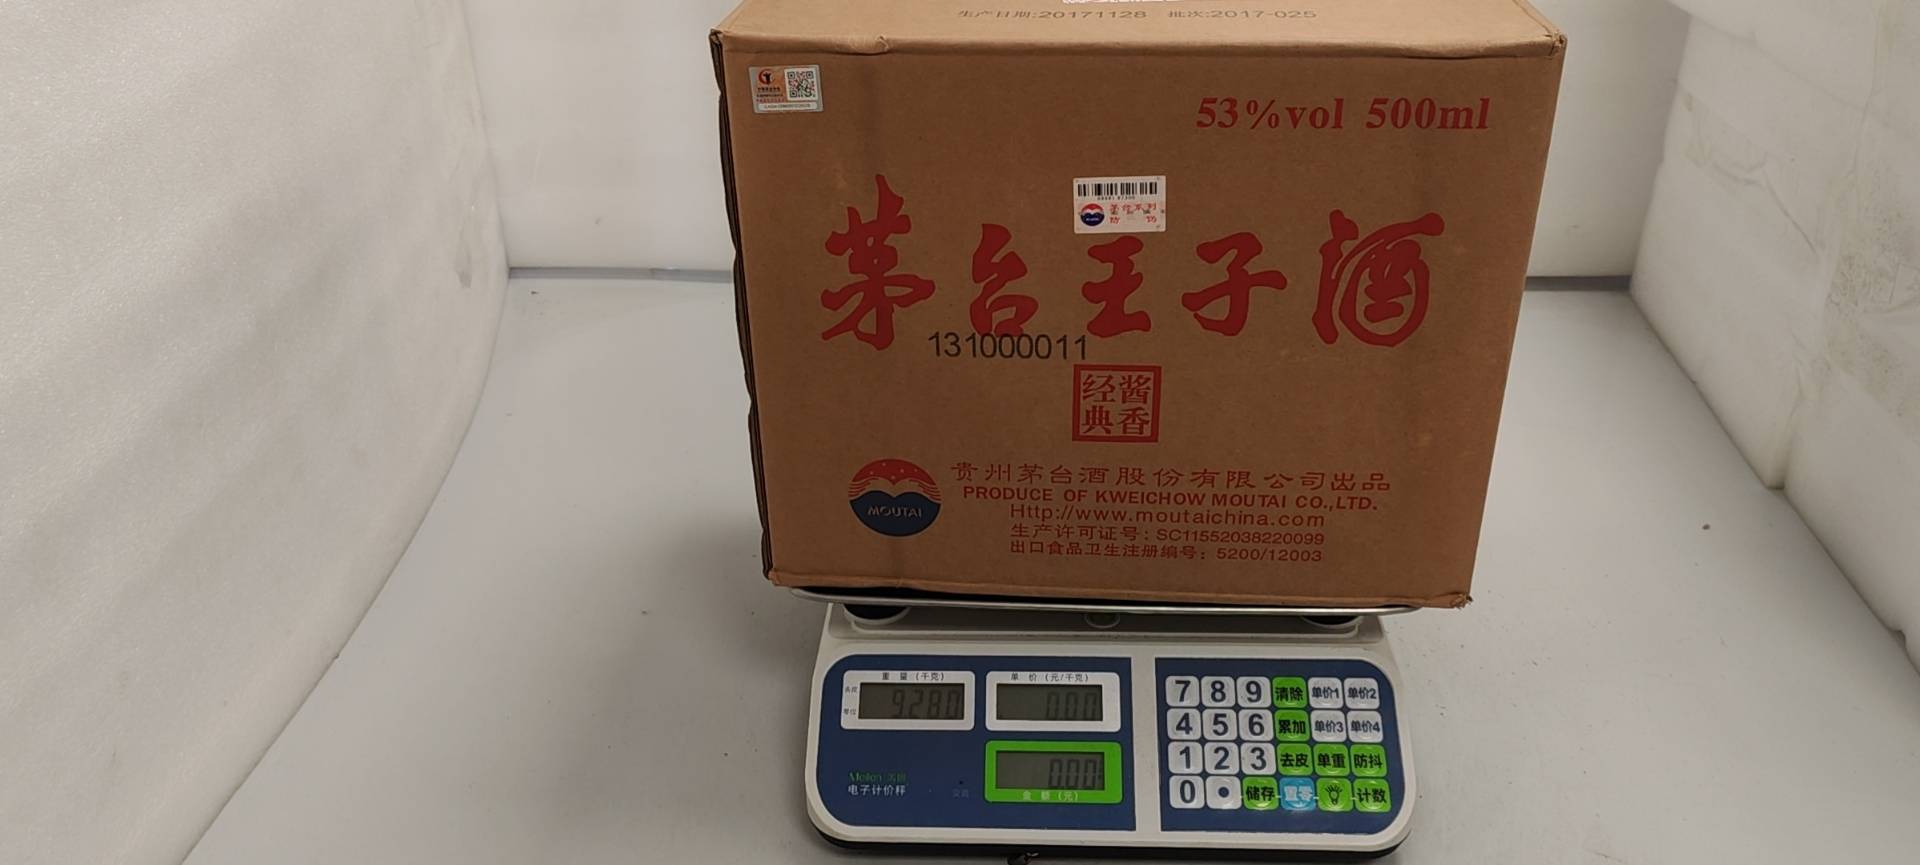 生产日期:20171128 批次:2017-025
53%vol 500ml
茅台王子酒
131000011
经典
酱香
MOUTAI
贵州茅台酒股份有限公司出品
PRODUCE OF KWEICHOW MOUTAI CO.,LTD.
Http://www.moutaichina.com
生产许可证号: SC11552038220099
出口食品卫生注册编号: 5200/12003
重 量 (千克)
单 价 (元/千克)
去皮
零位
9.280
0.00
0.00
金 额 (元)
电子计价秤
7 8 9 清除 单价1 单价2
4 5 6 累加 单价3 单价4
1 2 3 去皮 单重 防抖
0 • 储存 置零 计数